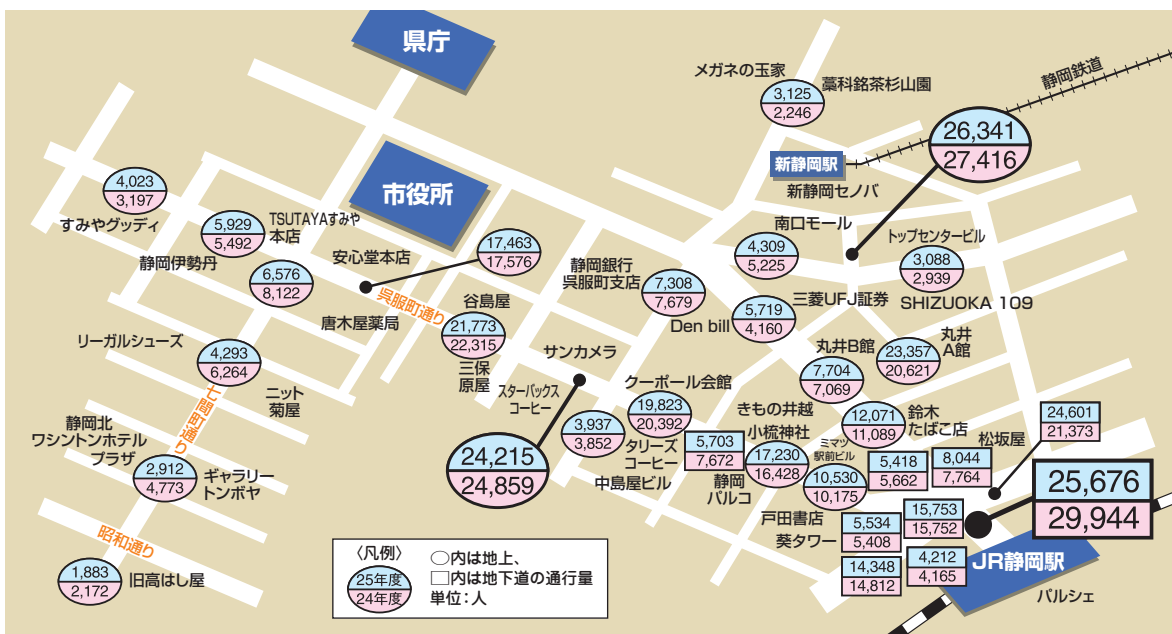 県庁
メガネの玉家
藁科銘茶杉山園
3,125
2,246
静岡鉄道
26,341
27,416
新静岡駅
新静岡セノバ
市役所
4,023
3,197
すみやグッディ
5,929
5,492
TSUTAYAすみや
本店
静岡伊勢丹
6,576
8,122
安心堂本店
17,463
17,576
呉服町通り
唐木屋薬局
谷島屋
21,773
22,315
三保
原屋
静岡銀行
呉服町支店
7,308
7,679
南口モール
4,309
5,225
トップセンタービル
3,088
2,939
SHIZUOKA 109
Den bill
5,719
4,160
三菱UFJ証券
丸井B館
7,704
7,069
23,357
20,621
丸井
A館
リーガルシューズ
4,293
6,264
ニット
菊屋
七間町通り
サンカメラ
スターバックス
コーヒー
24,215
24,859
クーポール会館
19,823
20,392
3,937
3,852
タリーズ
コーヒー
中島屋ビル
きもの井越
小梳神社
5,703
7,672
17,230
16,428
静岡
パルコ
ミマツ
駅前ビル
10,530
10,175
12,071
11,089
鈴木
たばこ店
5,418
5,662
松坂屋
8,044
7,764
24,601
21,373
25,676
29,944
静岡北
ワシントンホテル
プラザ
2,912
4,773
ギャラリー
トンボヤ
昭和通り
1,883
2,172
旧高はし屋
戸田書店
葵タワー
5,534
5,408
15,753
15,752
14,348
14,812
4,212
4,165
JR静岡駅
パルシェ
〈凡例〉
25年度
24年度
○内は地上、
□内は地下道の通行量
単位：人